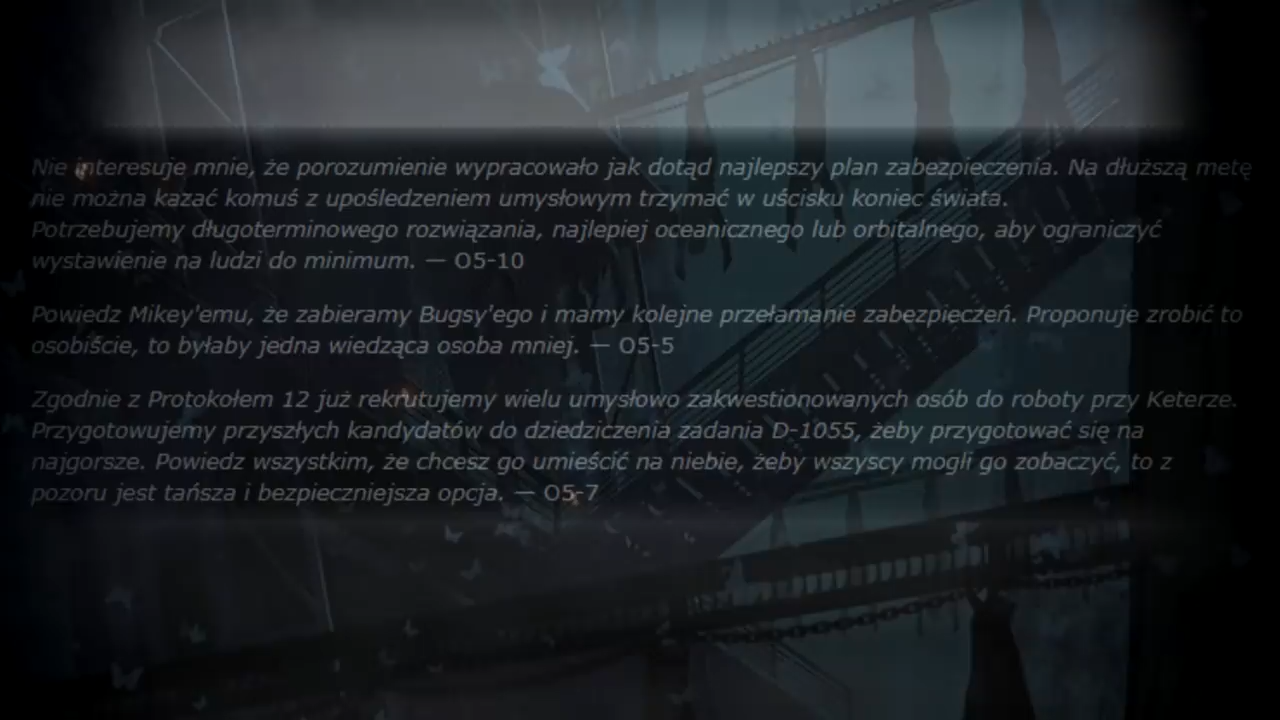 Nie interesuje mnie, że porozumienie wypracowało jak dotąd najlepszy plan zabezpieczenia. Na dłuższą metę
nie można kazać komuś z upośledzeniem umysłowym trzymać w uścisku koniec świata.
Potrzebujemy długoterminowego rozwiązania, najlepiej oceanicznego lub orbitalnego, aby ograniczyć
wystawienie na ludzi do minimum. — O5-10
Powiedz Mikey'emu, że zabieramy Bugsy'ego i mamy kolejne przełamanie zabezpieczeń. Proponuje zrobić to
osobiście, to byłaby jedna wiedząca osoba mniej. — O5-5
Zgodnie z Protokołem 12 już rekrutujemy wielu umysłowo zakwestionowanych osób do roboty przy Keterze.
Przygotowujemy przyszłych kandydatów do dziedziczenia zadania D-1055, żeby przygotować się na
najgorsze. Powiedz wszystkim, że chcesz go umieścić na niebie, żeby wszyscy mogli go zobaczyć, to z
pozoru jest tańsza i bezpieczniejsza opcja. — O5-7